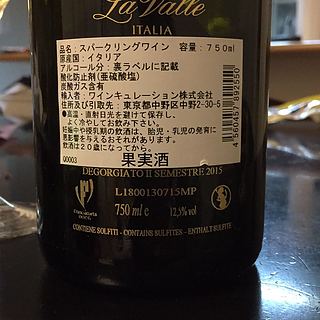 La Valle
ITALIA
品名：スパークリングワイン 容量：750ml
原産国：イタリア
アルコール分：裏ラベルに記載
酸化防止剤(亜硫酸塩)
炭酸ガス含有
輸入者：ワインキュレーション株式会社
住所及び引取先：東京都中野区中野2-30-5
●高温・直射日光を避けて保存し、
よく冷やしてお飲み下さい。
妊娠中や授乳期の飲酒は、胎児・乳児の発育に
悪影響を与えるおそれがあります。
飲酒は20歳になってから。
G0003
果実酒
4560457892550
DEGORGIATO II SEMESTRE 2015
L1800130715MP
Franciacorta
750 ml e 12,5% vol
CONTIENE SOLFITI - CONTAINS SULFITES - ENTHÄLT SULFITE